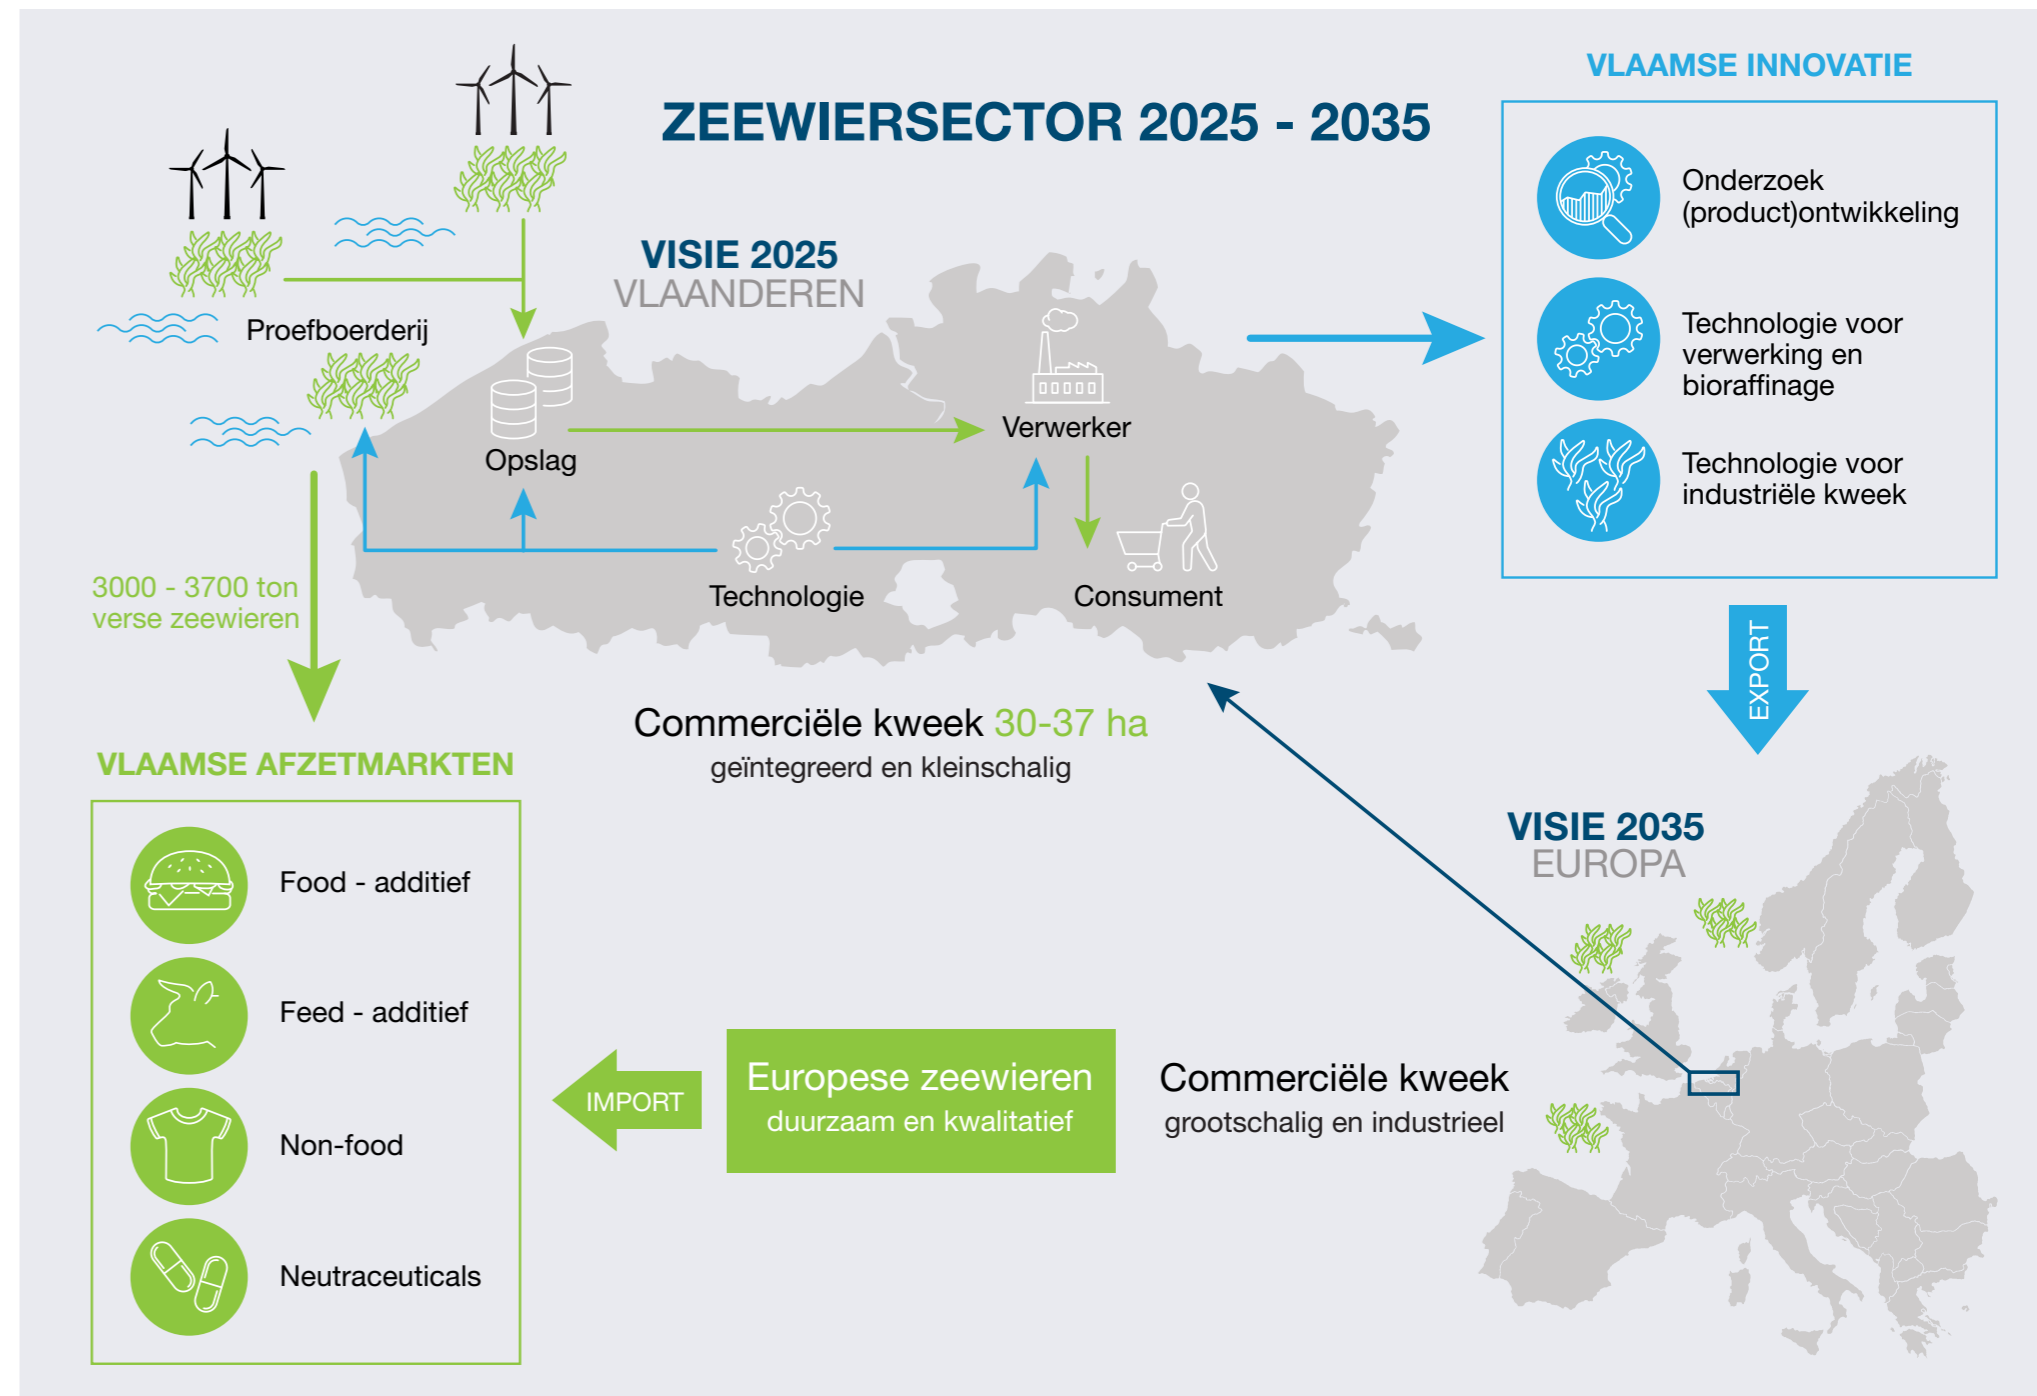 ZEEWIERSECTOR 2025 - 2035
VISIE 2025
VLAANDEREN
Proefboerderij
Opslag
Verwerker
Technologie
Consument
3000 - 3700 ton
verse zeewieren
Commerciële kweek 30-37 ha
geïntegreerd en kleinschalig
VLAAMSE INNOVATIE
Onderzoek
(product)ontwikkeling
Technologie voor
verwerking en
bioraffinage
Technologie voor
industriële kweek
EXPORT
VLAAMSE AFZETMARKTEN
Food - additief
Feed - additief
Non-food
Neutraceuticals
IMPORT
Europese zeewieren
duurzaam en kwalitatief
Commerciële kweek
grootschalig en industrieel
VISIE 2035
EUROPA